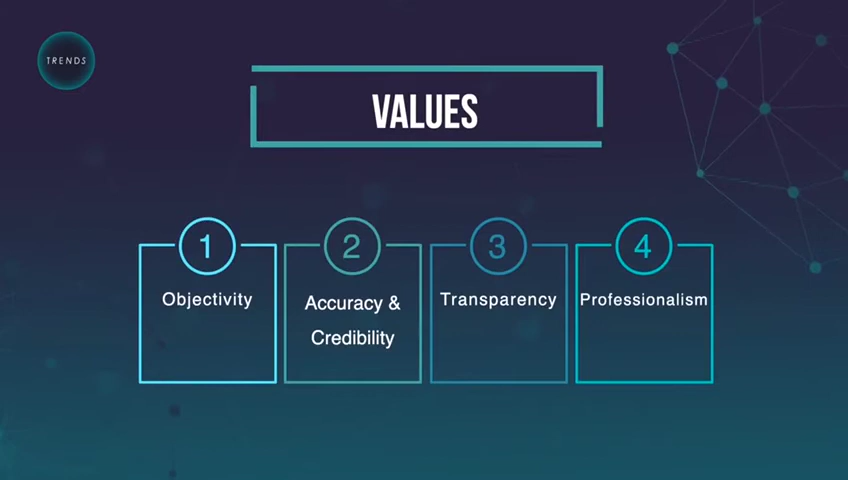 TRENDS
VALUES
1
Objectivity
2
Accuracy &
Credibility
3
Transparency
4
Professionalism